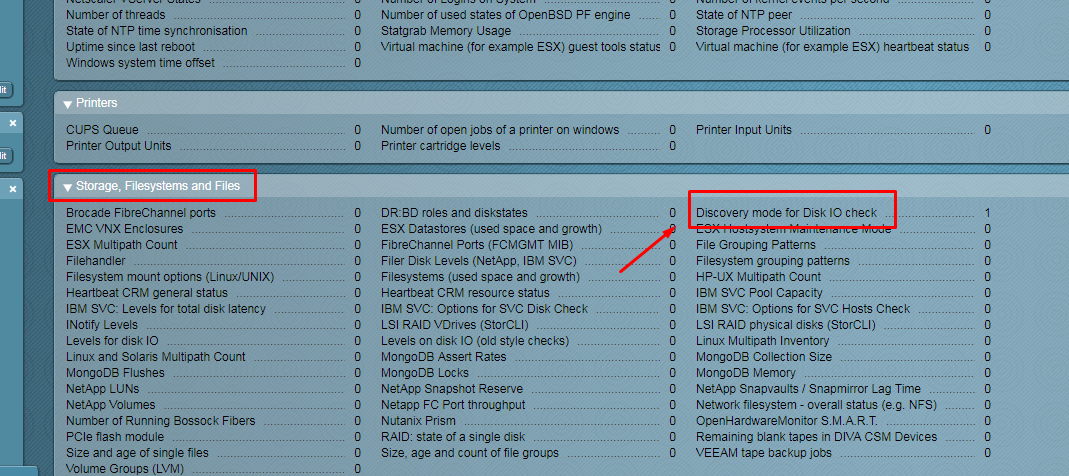 Netscaler VServer States 0 Number of Logins on System 0 Number of kernel events per second 0
Number of threads 0 Number of used states of OpenBSD PF engine 0 State of NTP peer 0
State of NTP time synchronisation 0 Statgrab Memory Usage 0 Storage Processor Utilization 0
Uptime since last reboot 0 Virtual machine (for example ESX) guest tools status 0 Virtual machine (for example ESX) heartbeat status 0
Windows system time offset 0
Printers
CUPS Queue 0 Number of open jobs of a printer on windows 0 Printer Input Units 0
Printer Output Units 0 Printer cartridge levels 0
Storage, Filesystems and Files
Brocade FibreChannel ports 0 DR:BD roles and diskstates 0 Discovery mode for Disk IO check 1
EMC VNX Enclosures 0 ESX Datastores (used space and growth) 0 ESX Hostsystem Maintenance Mode 0
ESX Multipath Count 0 FibreChannel Ports (FCMGMT MIB) 0 File Grouping Patterns 0
Filehandler 0 Filer Disk Levels (NetApp, IBM SVC) 0 Filesystem grouping patterns 0
Filesystem mount options (Linux/UNIX) 0 Filesystems (used space and growth) 0 HP-UX Multipath Count 0
Heartbeat CRM general status 0 Heartbeat CRM resource status 0 IBM SVC Pool Capacity 0
IBM SVC: Levels for total disk latency 0 IBM SVC: Options for SVC Disk Check 0 IBM SVC: Options for SVC Hosts Check 0
INotify Levels 0 LSI RAID VDrives (StorCLI) 0 LSI RAID physical disks (StorCLI) 0
Levels for disk IO 0 Levels on disk IO (old style checks) 0 Linux Multipath Inventory 0
Linux and Solaris Multipath Count 0 MongoDB Assert Rates 0 MongoDB Collection Size 0
MongoDB Flushes 0 MongoDB Locks 0 MongoDB Memory 0
NetApp LUNs 0 NetApp Snapshot Reserve 0 NetApp Snapvaults / Snapmirror Lag Time 0
NetApp Volumes 0 Netapp FC Port throughput 0 Network filesystem - overall status (e.g. NFS) 0
Number of Running Bossock Fibers 0 Nutanix Prism 0 OpenHardwareMonitor S.M.A.R.T. 0
PCIe flash module 0 RAID: state of a single disk 0 Remaining blank tapes in DIVA CSM Devices 0
Size and age of single files 0 Size, age and count of file groups 0 VEEAM tape backup jobs 0
Volume Groups (LVM) 0